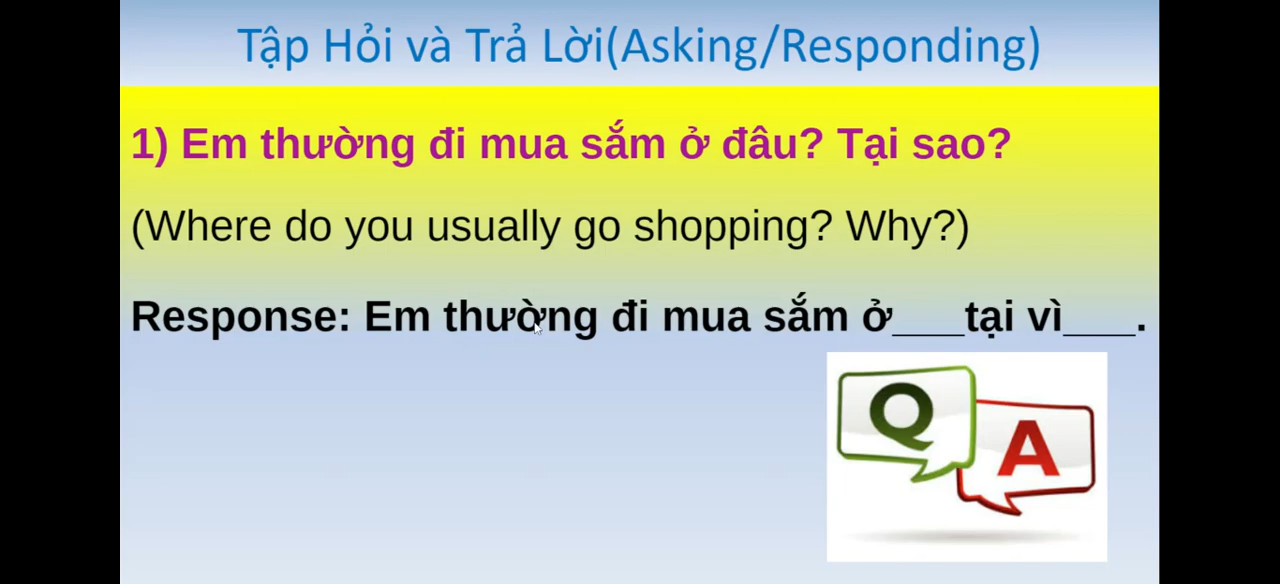 Tập Hỏi và Trả Lời(Asking/Responding)
1) Em thường đi mua sắm ở đâu? Tại sao?
(Where do you usually go shopping? Why?)
Response: Em thường đi mua sắm ở___tại vì___.
Q
A